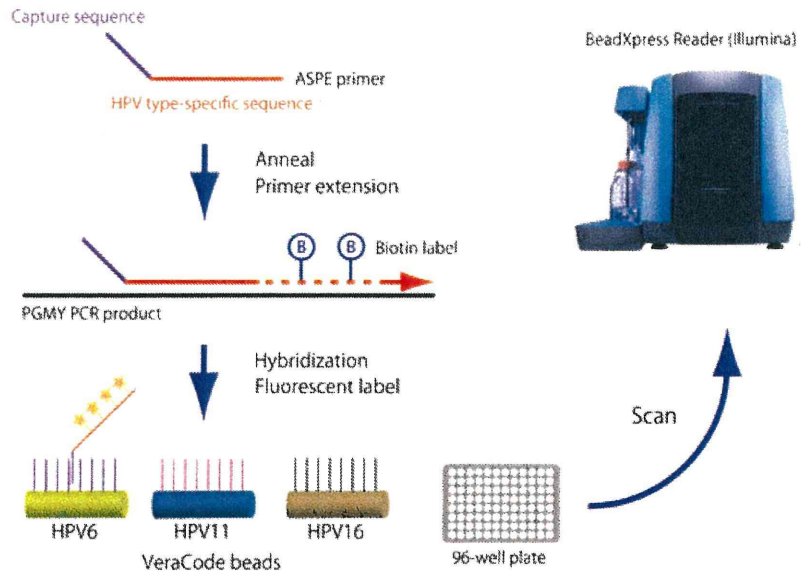 Capture sequence
BeadXpress Reader (Illumina)
ASPE primer
HPV type-specific sequence
Anneal
Primer extension
B
B
Biotin label
PGMY PCR product
Hybridization
Fluorescent label
Scan
HPV6
HPV11
HPV16
VeraCode beads
96-well plate